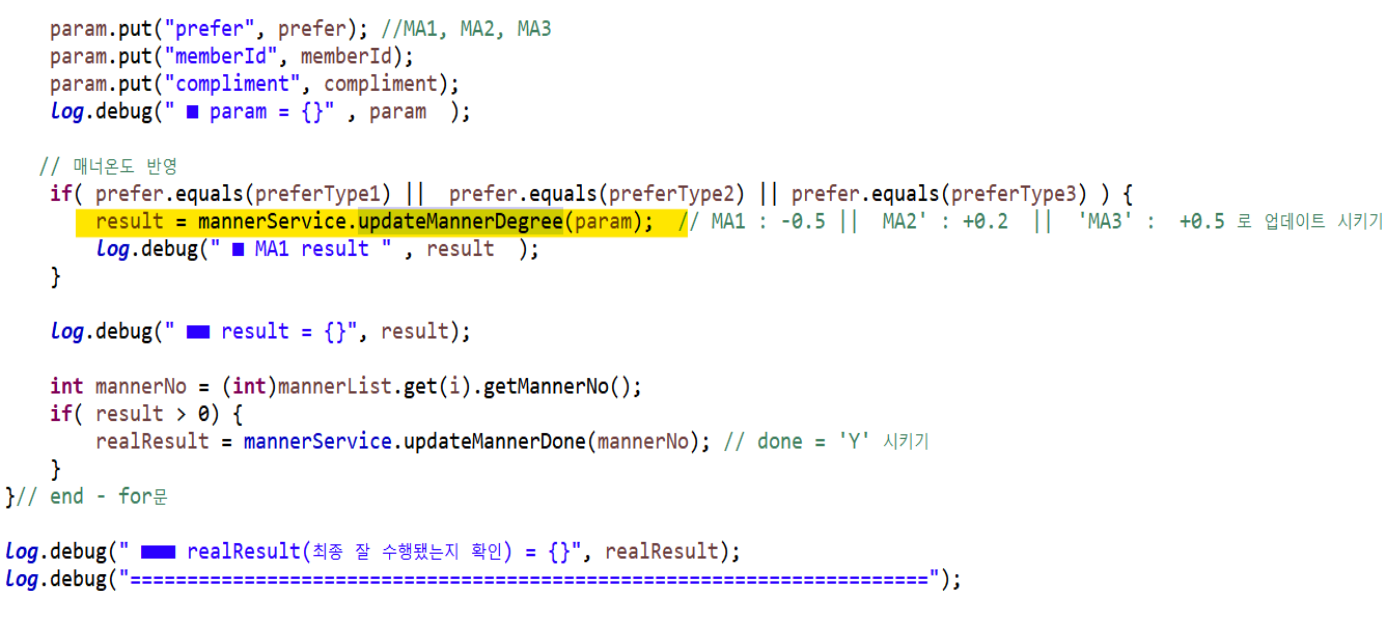 param.put("prefer", prefer); //MA1, MA2, MA3
param.put("memberId", memberId);
param.put("compliment", compliment);
log.debug(" ■ param = {}" , param  );
// 매너온도 반영
if( prefer.equals(preferType1) ||  prefer.equals(preferType2) || prefer.equals(preferType3) ) {
result = mannerService.updateMannerDegree(param);  // MA1 : -0.5 ||  MA2' : +0.2  ||  'MA3' :  +0.5 로 업데이트 시키기
log.debug(" ■ MA1 result " , result  );
}
log.debug(" ■■ result = {}", result);
int mannerNo = (int)mannerList.get(i).getMannerNo();
if( result > 0) {
realResult = mannerService.updateMannerDone(mannerNo); // done = 'Y' 시키기
}
}// end - for문
log.debug(" ■■■ realResult(최종 잘 수행됐는지 확인) = {}", realResult);
log.debug("======================================================================");